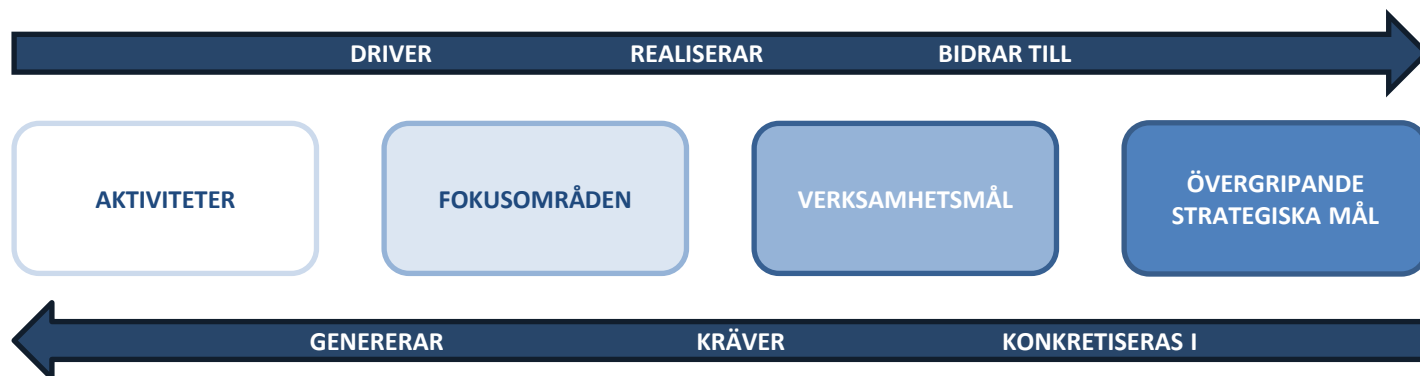 DRIVER REALISERAR BIDRAR TILL
AKTIVITETER
FOKUSOMRÅDEN
VERKSAMHETSMÅL
ÖVERGRIPANDE
STRATEGISKA MÅL
GENERERAR KRÄVER KONKRETISERAS I